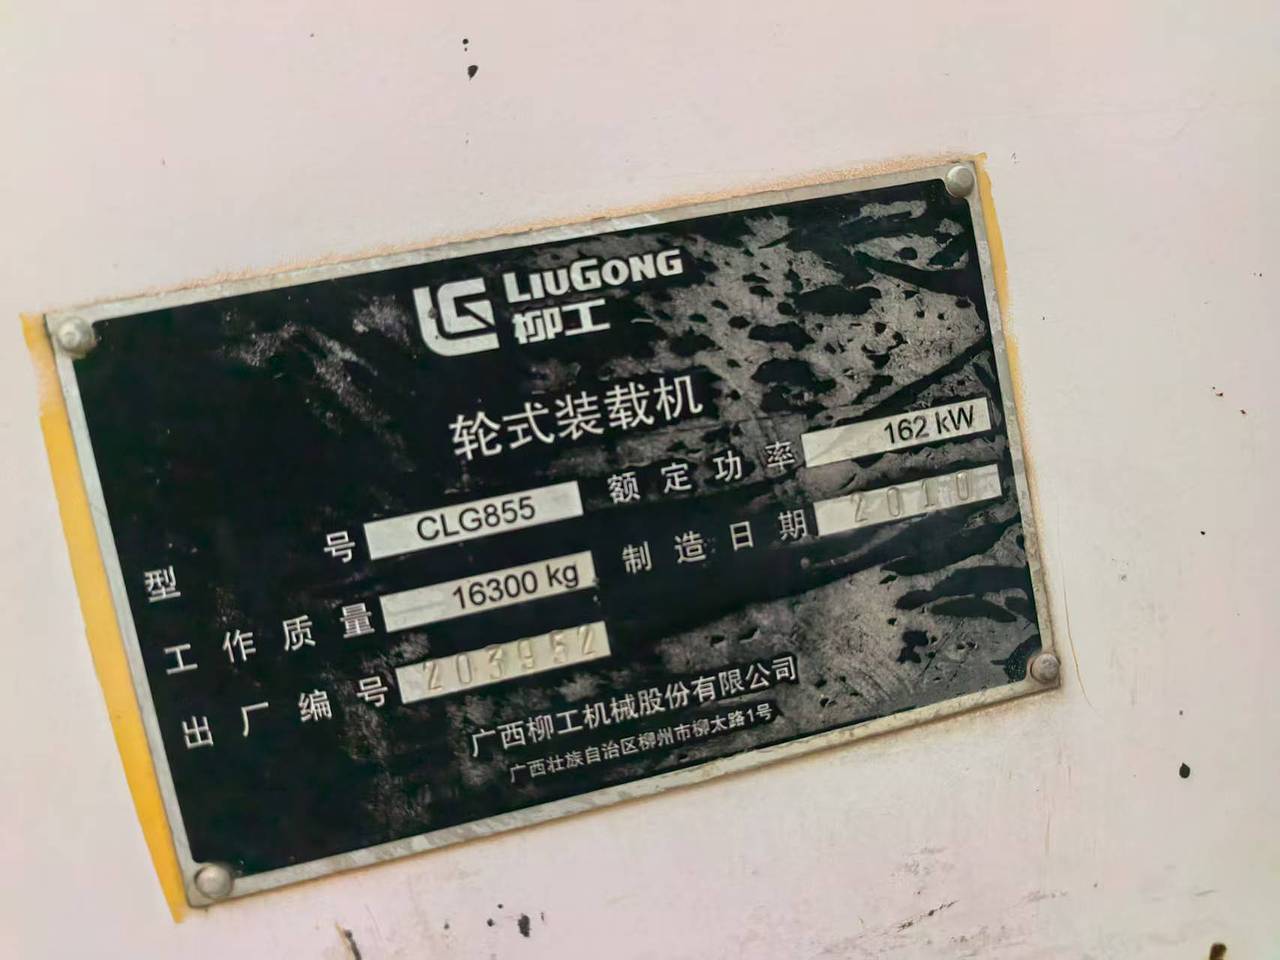 LG LIUGONG
柳工
轮式装载机
型 号 CLG855 额定功率 162 kW
工作质量 16300 kg 制造日期 2010
出厂编号 203952
广西柳工机械股份有限公司
广西壮族自治区柳州市柳太路1号